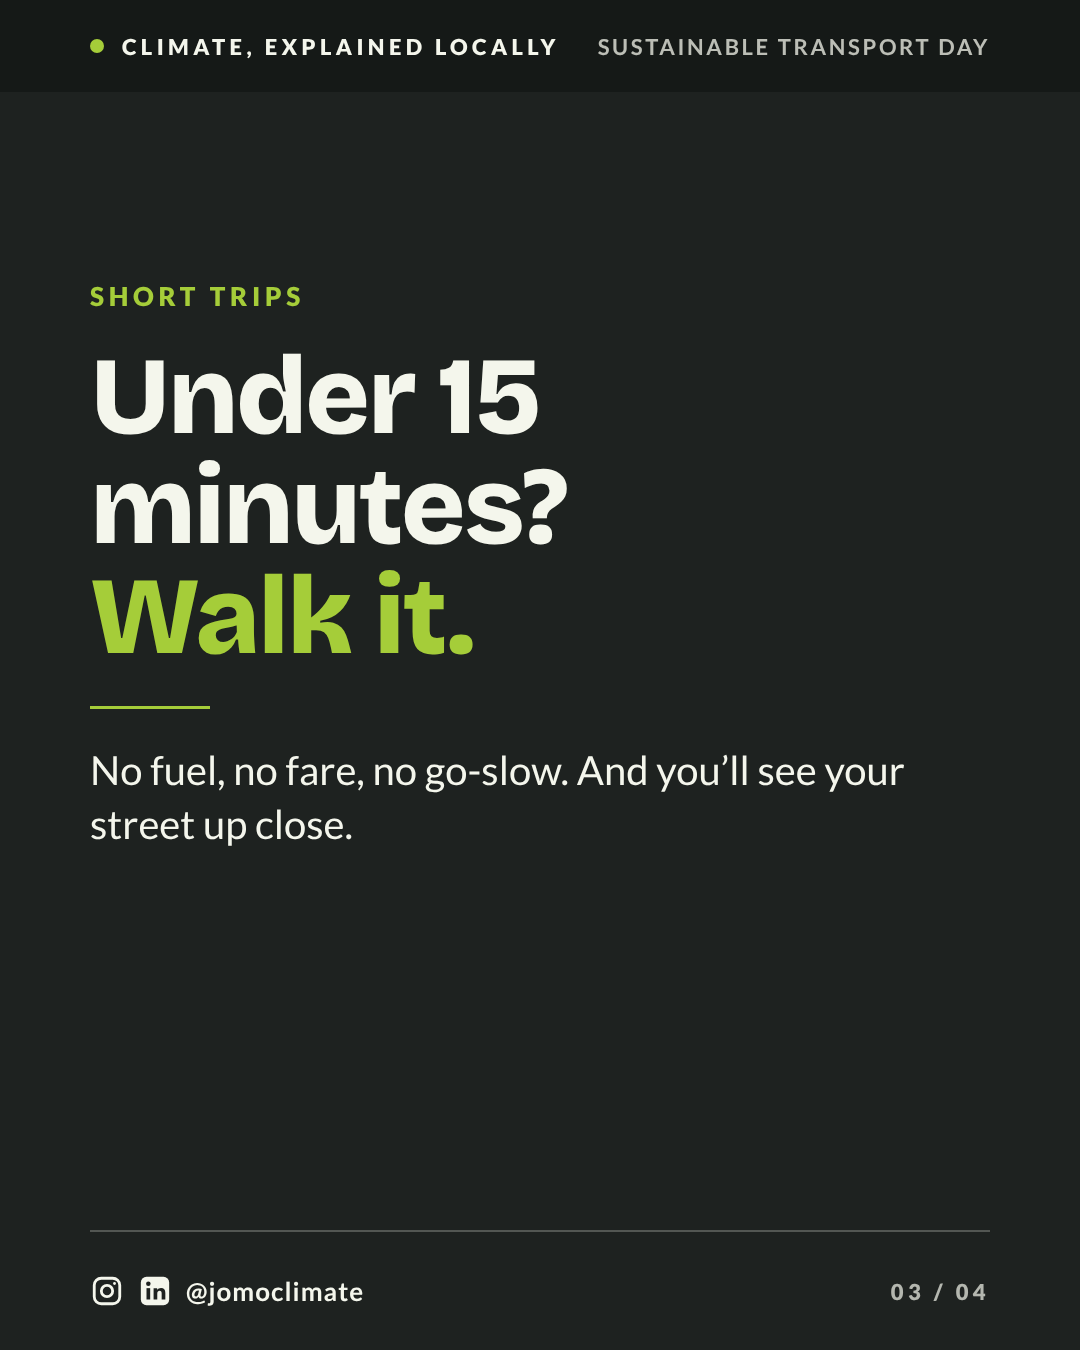 CLIMATE, EXPLAINED LOCALLY
SUSTAINABLE TRANSPORT DAY
SHORT TRIPS
Under 15
minutes?
Walk it.
No fuel, no fare, no go-slow. And you’ll see your
street up close.
@jomoclimate
03 / 04